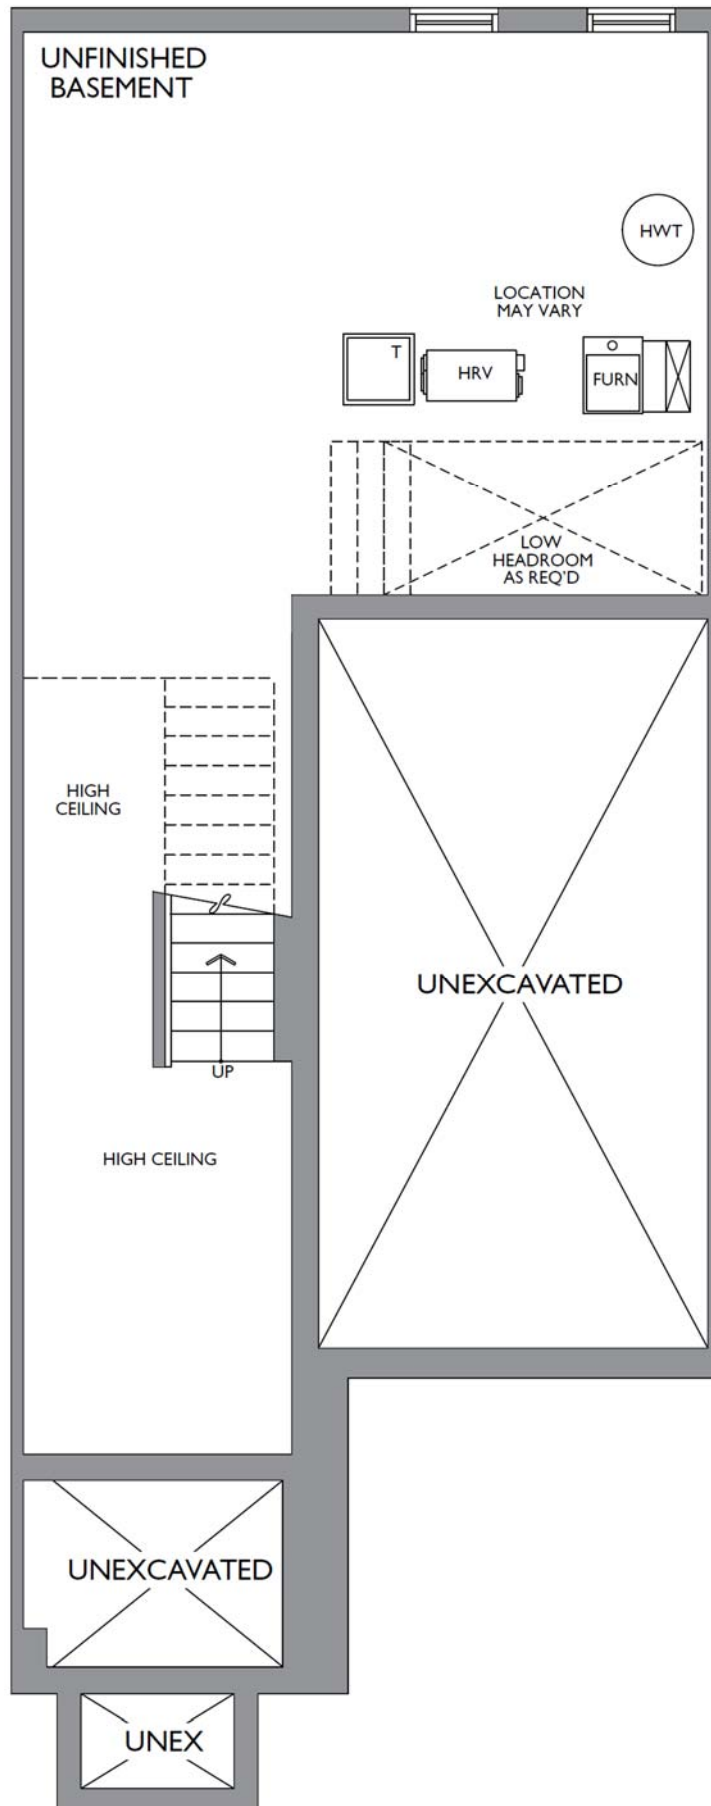 UNFINISHED
BASEMENT
HWT
LOCATION
MAY VARY
T
HRV
FURN
LOW
HEADROOM
AS REQ'D
HIGH
CEILING
UNEXCAVATED
UP
HIGH CEILING
UNEXCAVATED
UNEX